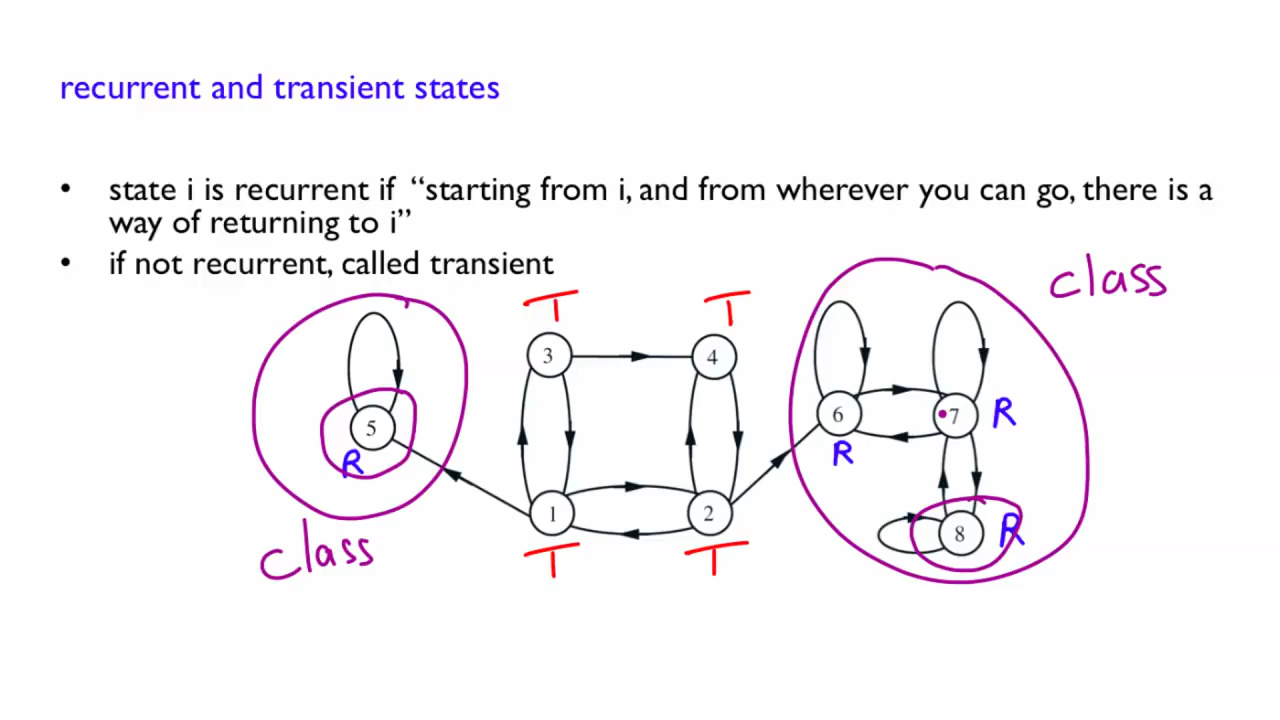 recurrent and transient states
• state i is recurrent if “starting from i, and from wherever you can go, there is a
way of returning to i”
• if not recurrent, called transient
class
T T
3 4
6 7 R
5
R R
1 2
8 R
class
T T